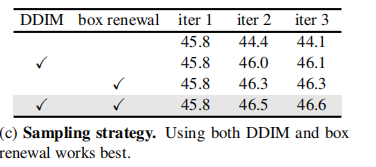 DDIM box renewal iter 1 iter 2 iter 3
45.8 44.4 44.1
✓ 45.8 46.0 46.1
✓ 45.8 46.3 46.3
✓ ✓ 45.8 46.5 46.6
(c) Sampling strategy. Using both DDIM and box
renewal works best.